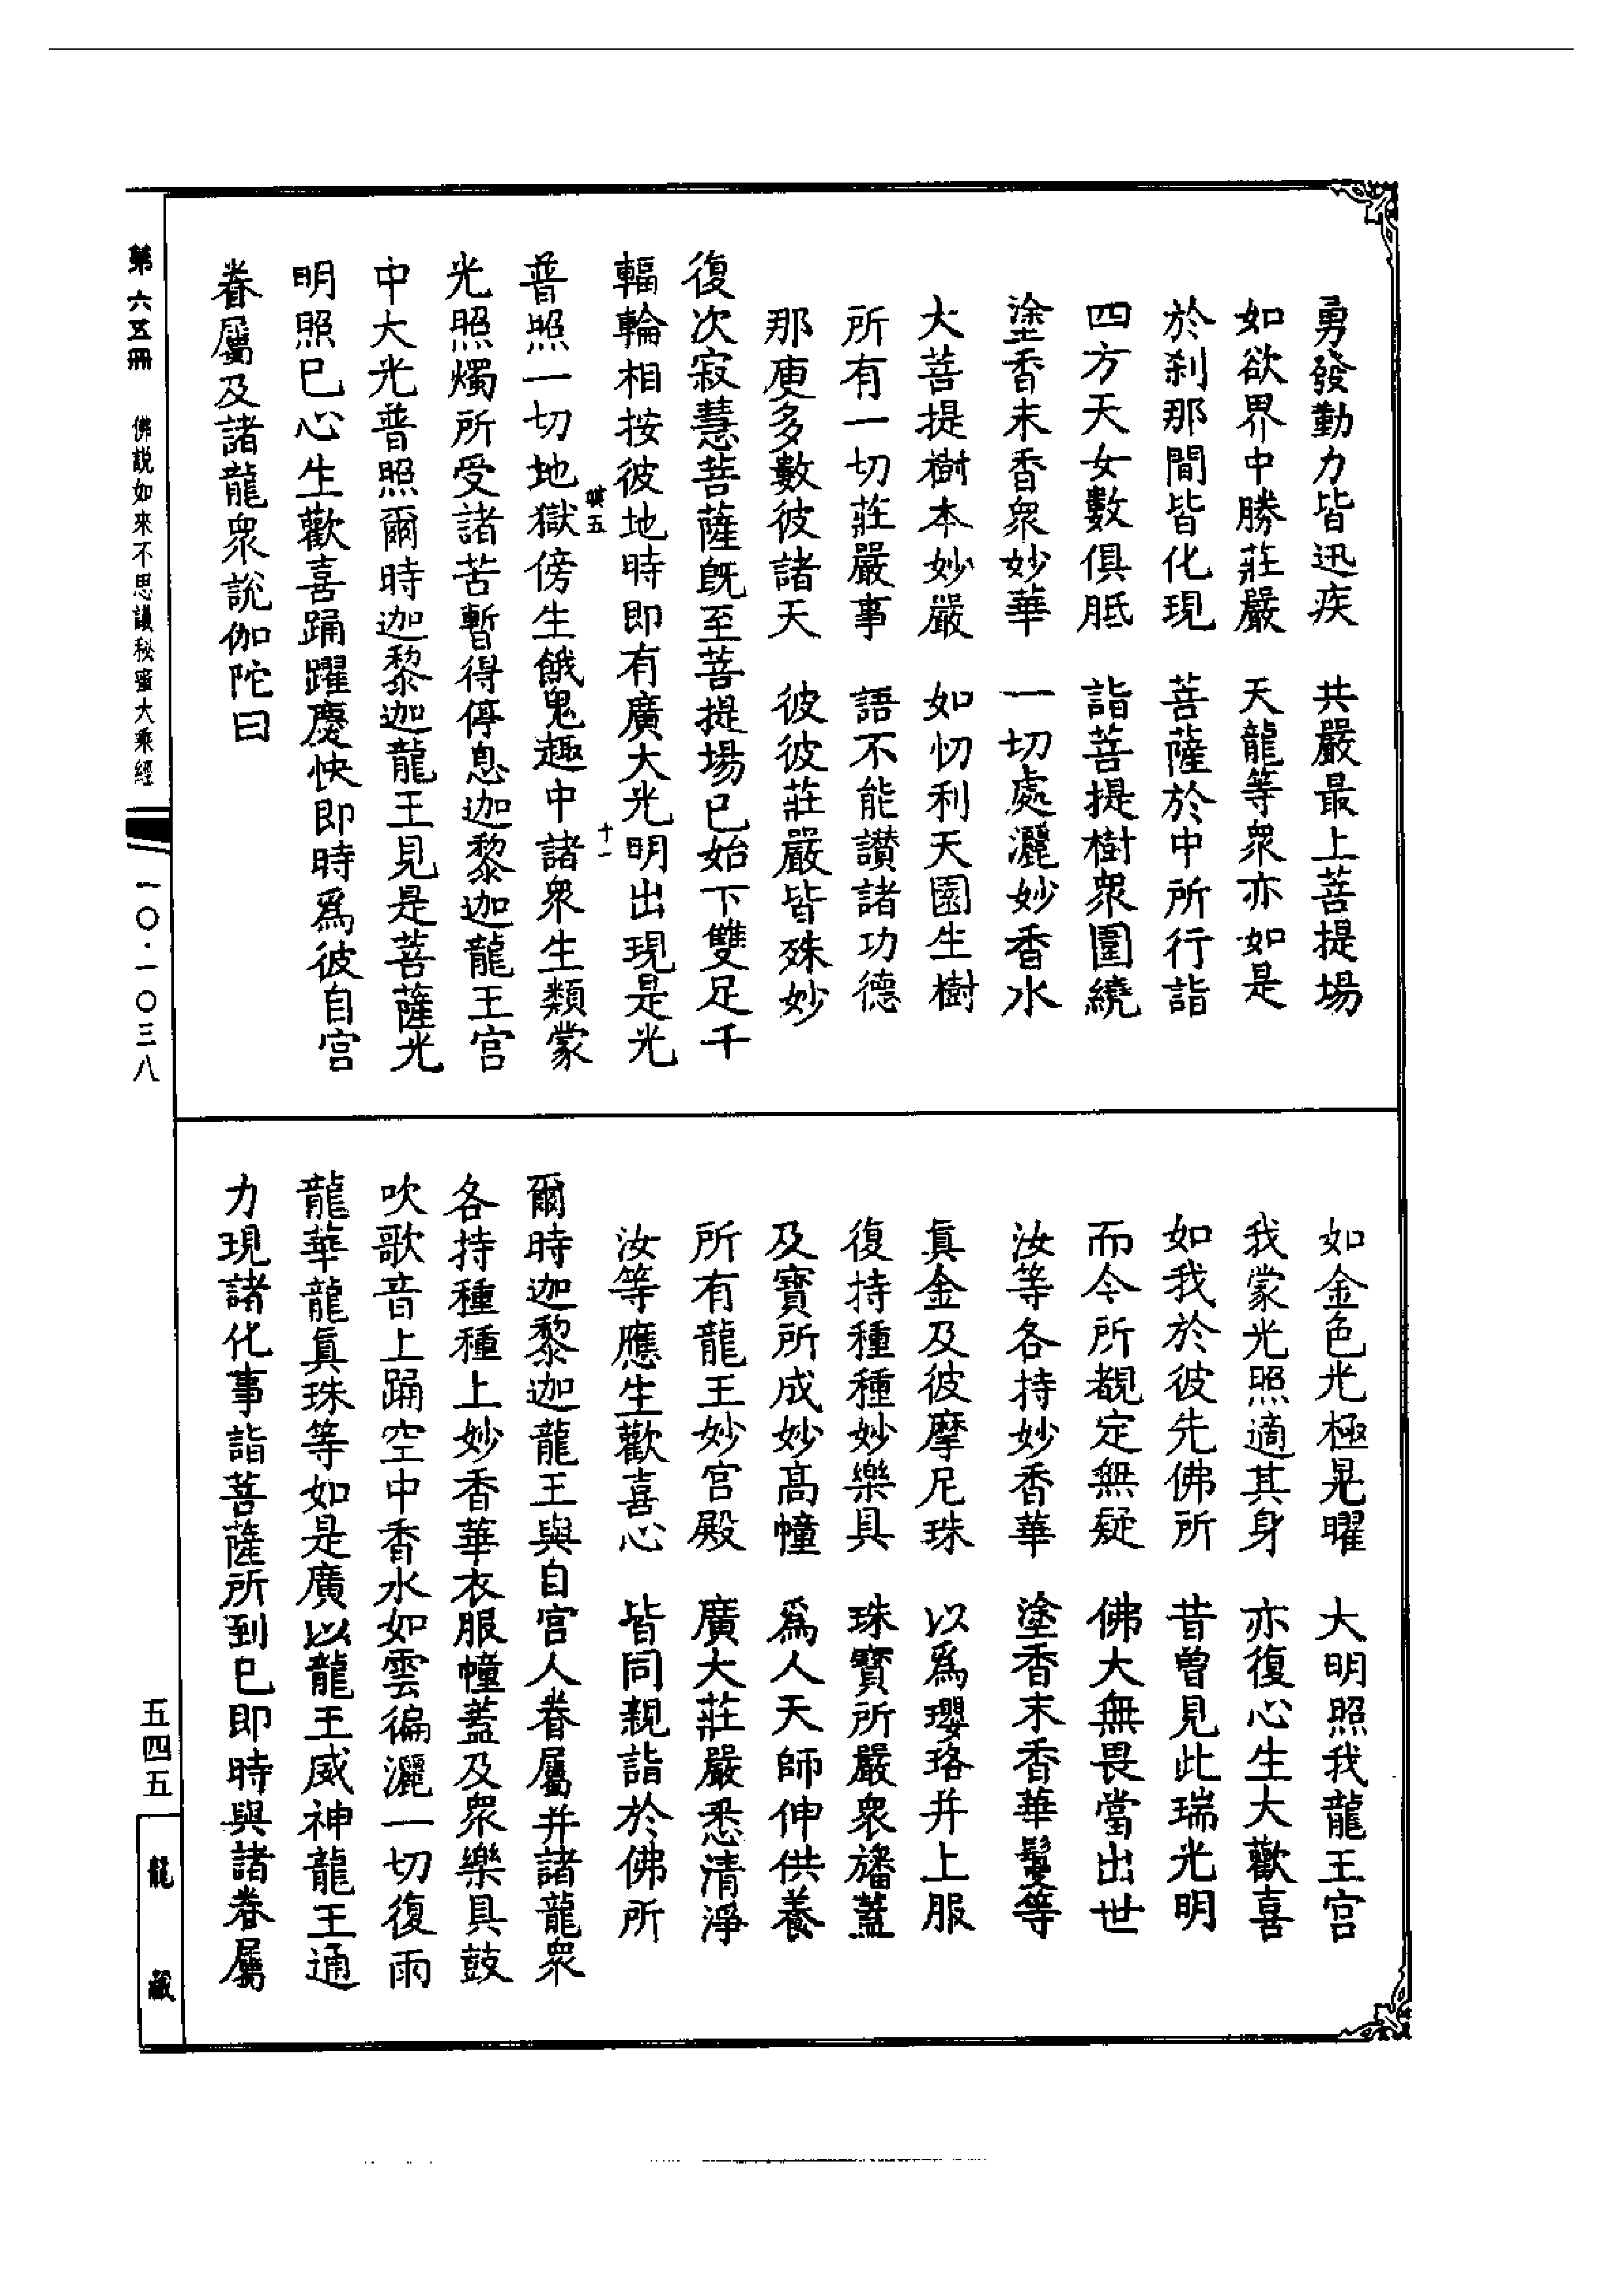 勇發勤力皆迅疾　共嚴最上菩提場
如欲界中勝莊嚴　天龍等衆亦如是
於刹那間皆化現　菩薩於中所行詣
四方天女數俱胝　詣菩提樹衆圍繞
塗香末香衆妙華　一切處灑妙香水
大菩提樹本妙嚴　如忉利天園生樹
所有一切莊嚴事　語不能讃諸功德
那庾多數彼諸天　彼彼莊嚴皆殊妙
復次寂慧菩薩旣至菩提場已始下雙足千
輻輪相按彼地時即有廣大光明出現是光
五　十一
普照一切地獄傍生餓鬼趣中諸衆生類蒙
光照燭所受諸苦暫得停息迦黎迦龍王宮
中大光普照爾時迦黎迦龍王見是菩薩光
明照已心生歡喜踊躍慶快即時爲彼自宮
眷屬及諸龍衆說伽陀曰
如金色光極晃曜　大明照我龍王宮
我蒙光照適其身　亦復心生大歡喜
如我於彼先佛所　昔曾見此瑞光明
而今所覩定無疑　佛大無畏當出世
汝等各持妙香華　塗香末香華鬘等
眞金及彼摩尼珠　以爲瓔珞幷上服
復持種種妙樂具　珠寶所嚴衆旛蓋
及寶所成妙高幢　爲人天師伸供養
所有龍王妙宮殿　廣大莊嚴悉清淨
汝等應生歡喜心　皆同親詣於佛所
爾時迦黎迦龍王與自宮人眷屬幷諸龍衆
各持種種上妙香華衣服幢蓋及衆樂具鼓
吹歌音上踊空中香水如雲徧灑一切復雨
龍華龍眞珠等如是廣以龍王威神龍王通
力現諸化事詣菩薩所到已即時與諸眷屬
第六五冊　佛說如來不思議秘密大乘經　一〇·一〇三八
五四五　龍藏